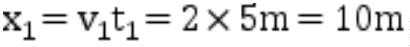 x₁ = v₁t₁ = 2 × 5m = 10m